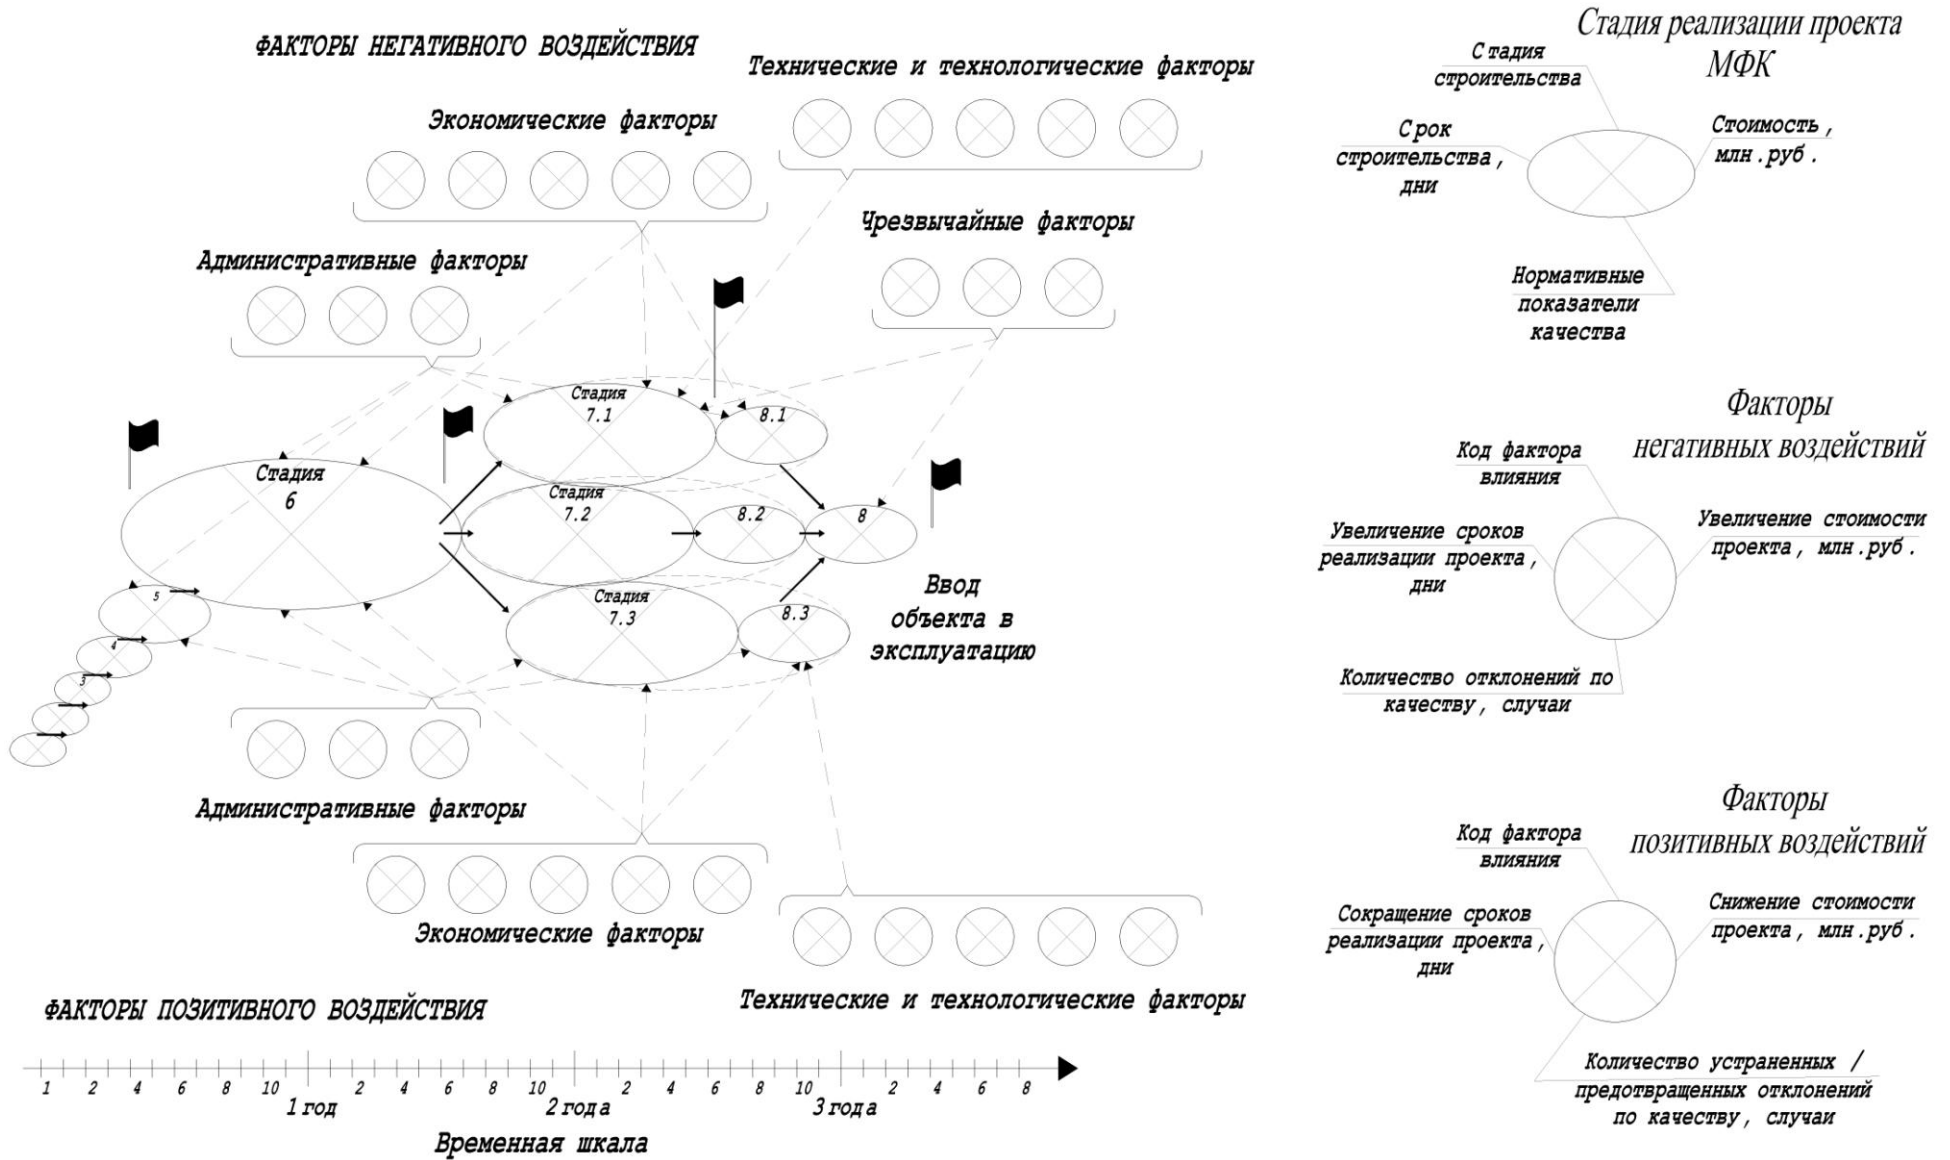 ФАКТОРЫ НЕГАТИВНОГО ВОЗДЕЙСТВИЯ
Технические и технологические факторы
Экономические факторы
Чрезвычайные факторы
Административные факторы
Стадия
7.1
8.1
Стадия
6
Стадия
7.2
8.2
8
Стадия
7.3
8.3
5
4
3
Ввод
объекта в
эксплуатацию
Административные факторы
Экономические факторы
Технические и технологические факторы
ФАКТОРЫ ПОЗИТИВНОГО ВОЗДЕЙСТВИЯ
1 2 4 6 8 10 2 4 6 8 10 2 4 6 8 10 2 4 6 8
1 год 2 года 3 года
Временная шкала
Стадия реализации проекта
МФК
Стадия
строительства
Срок
строительства,
дни
Стоимость,
млн.руб.
Нормативные
показатели
качества
Факторы
негативных воздействий
Код фактора
влияния
Увеличение сроков
реализации проекта,
дни
Увеличение стоимости
проекта, млн.руб.
Количество отклонений по
качеству, случаи
Факторы
позитивных воздействий
Код фактора
влияния
Сокращение сроков
реализации проекта,
дни
Снижение стоимости
проекта, млн.руб.
Количество устраненных /
предотвращенных отклонений
по качеству, случаи